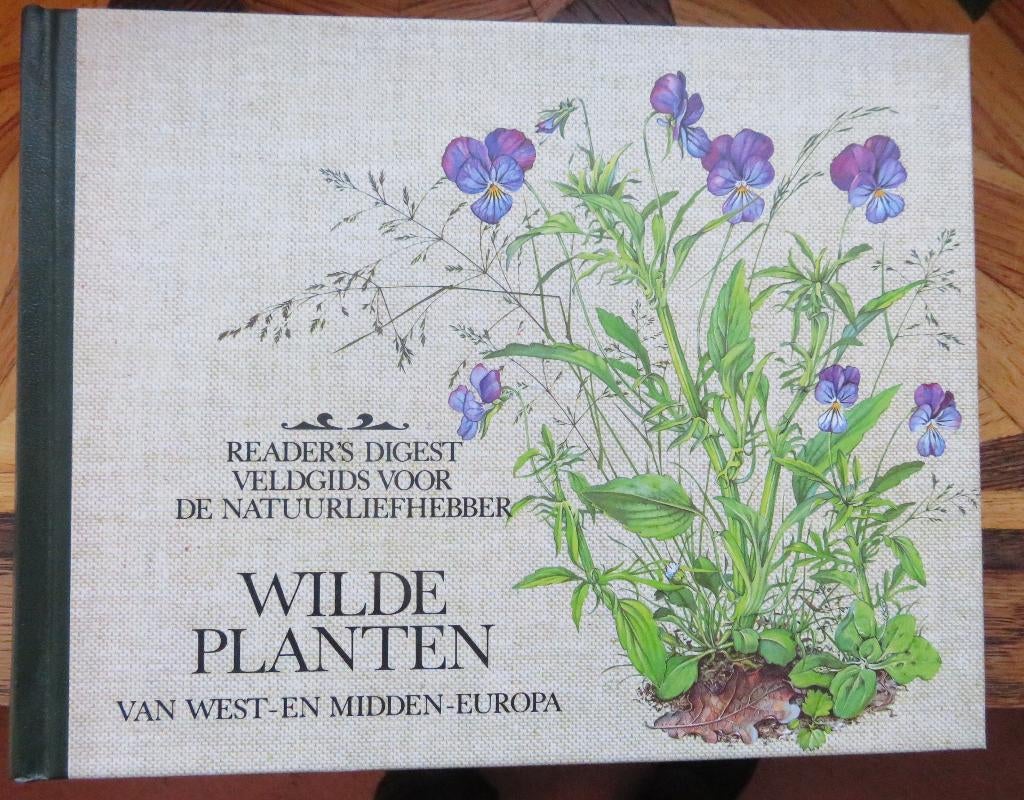 READER'S DIGEST
VELDGIDS VOOR
DE NATUURLIEFHEBBER
WILDE
PLANTEN
VAN WEST-EN MIDDEN-EUROPA